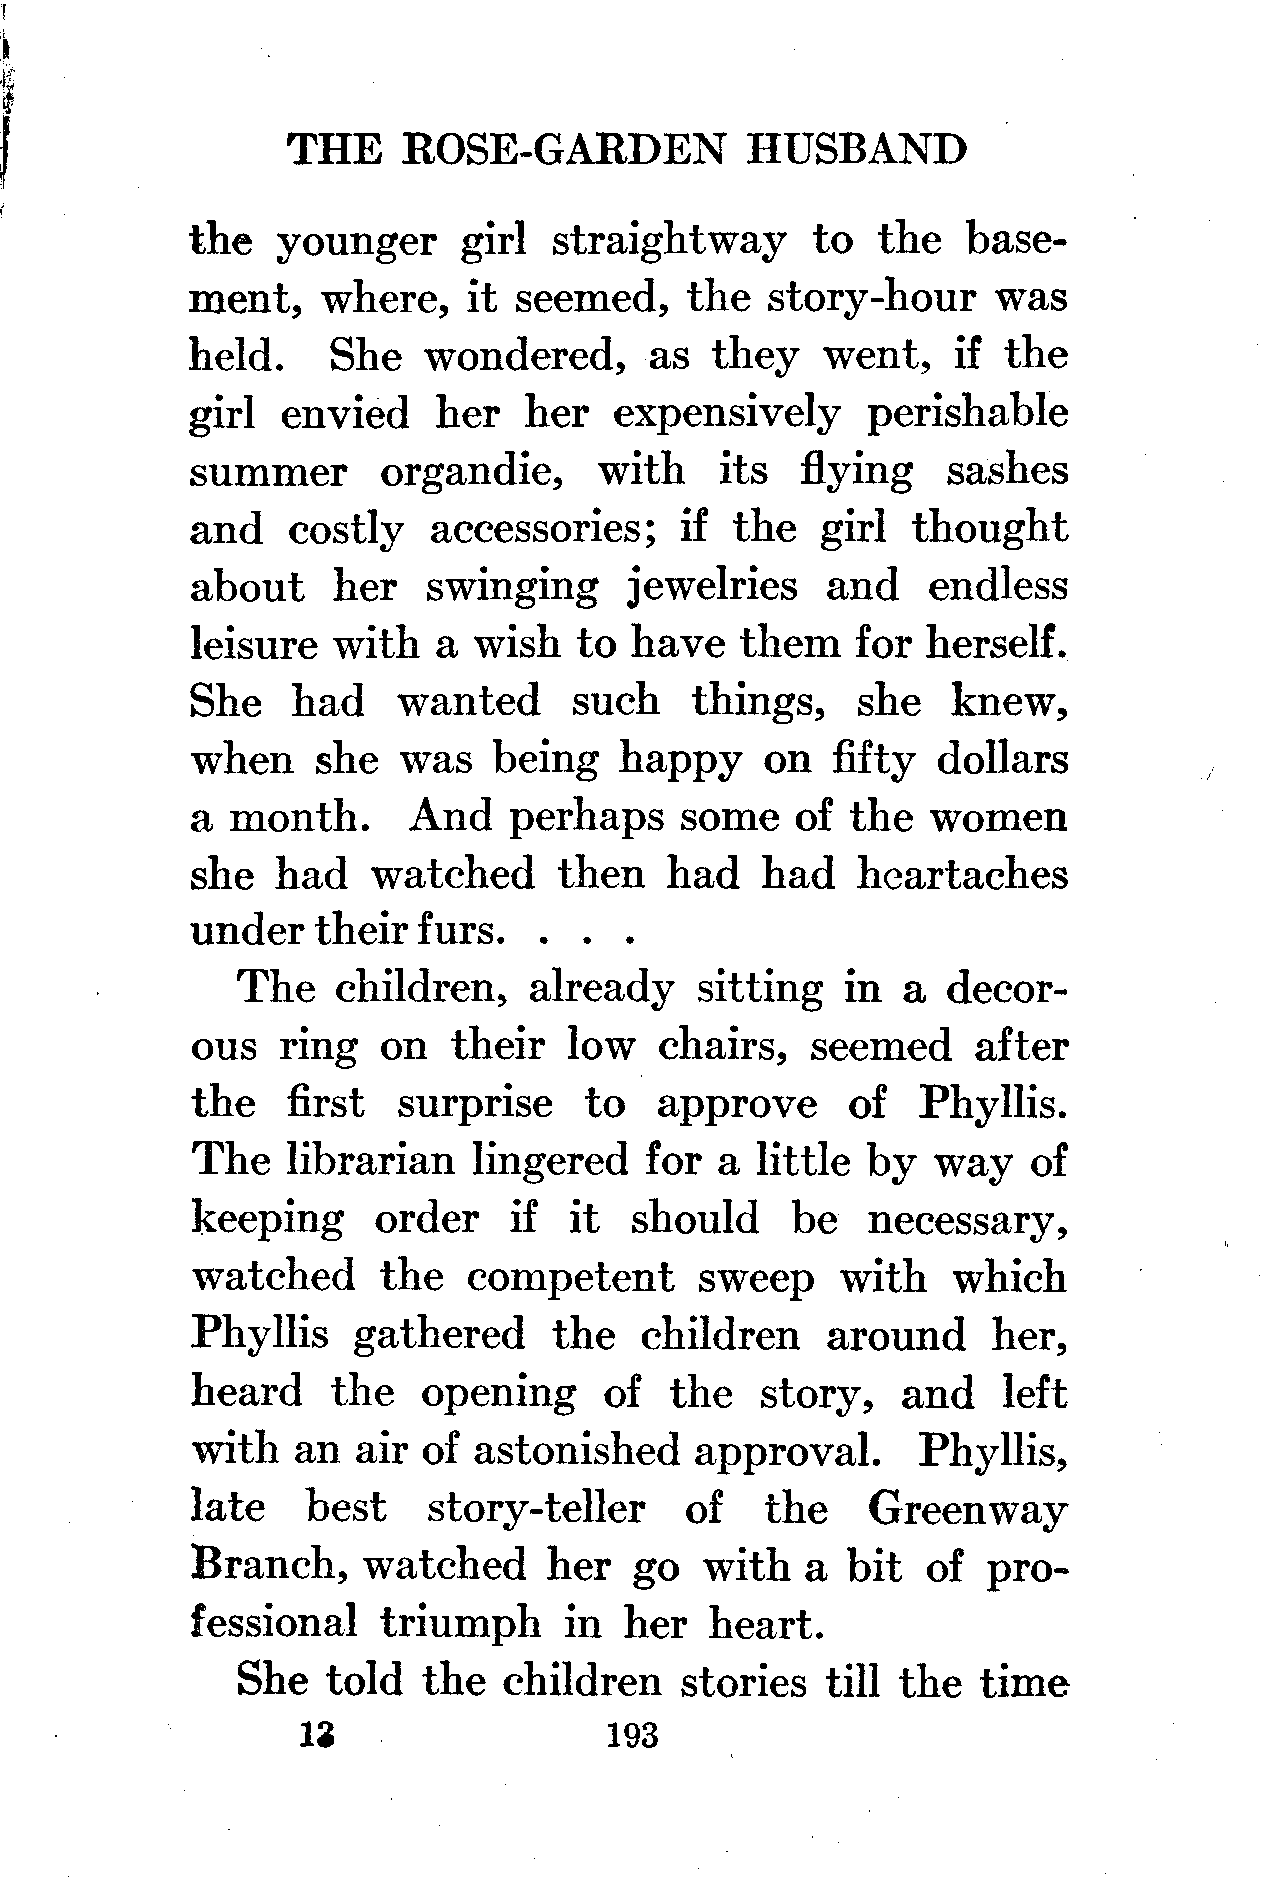 THE ROSE-GARDEN HUSBAND
the younger girl straightway to the base-
ment, where, it seemed, the story-hour was
held. She wondered, as they went, if the
girl envied her her expensively perishable
summer organdie, with its flying sashes
and costly accessories; if the girl thought
about her swinging jewelries and endless
leisure with a wish to have them for herself.
She had wanted such things, she knew,
when she was being happy on fifty dollars
a month. And perhaps some of the women
she had watched then had had heartaches
under their furs. . . .
The children, already sitting in a decor-
ous ring on their low chairs, seemed after
the first surprise to approve of Phyllis.
The librarian lingered for a little by way of
keeping order if it should be necessary,
watched the competent sweep with which
Phyllis gathered the children around her,
heard the opening of the story, and left
with an air of astonished approval. Phyllis,
late best story-teller of the Greenway
Branch, watched her go with a bit of pro-
fessional triumph in her heart.
She told the children stories till the time
193